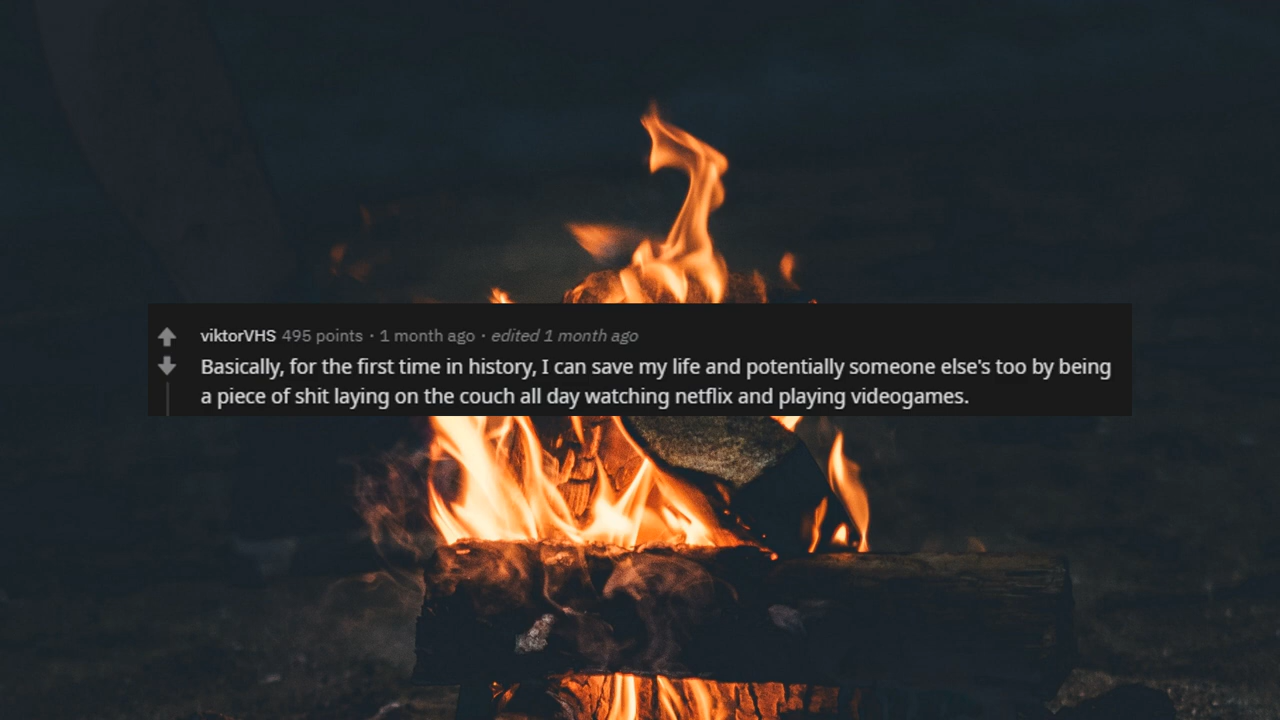 viktorVHS 495 points · 1 month ago · edited 1 month ago
Basically, for the first time in history, I can save my life and potentially someone else's too by being
a piece of shit laying on the couch all day watching netflix and playing videogames.